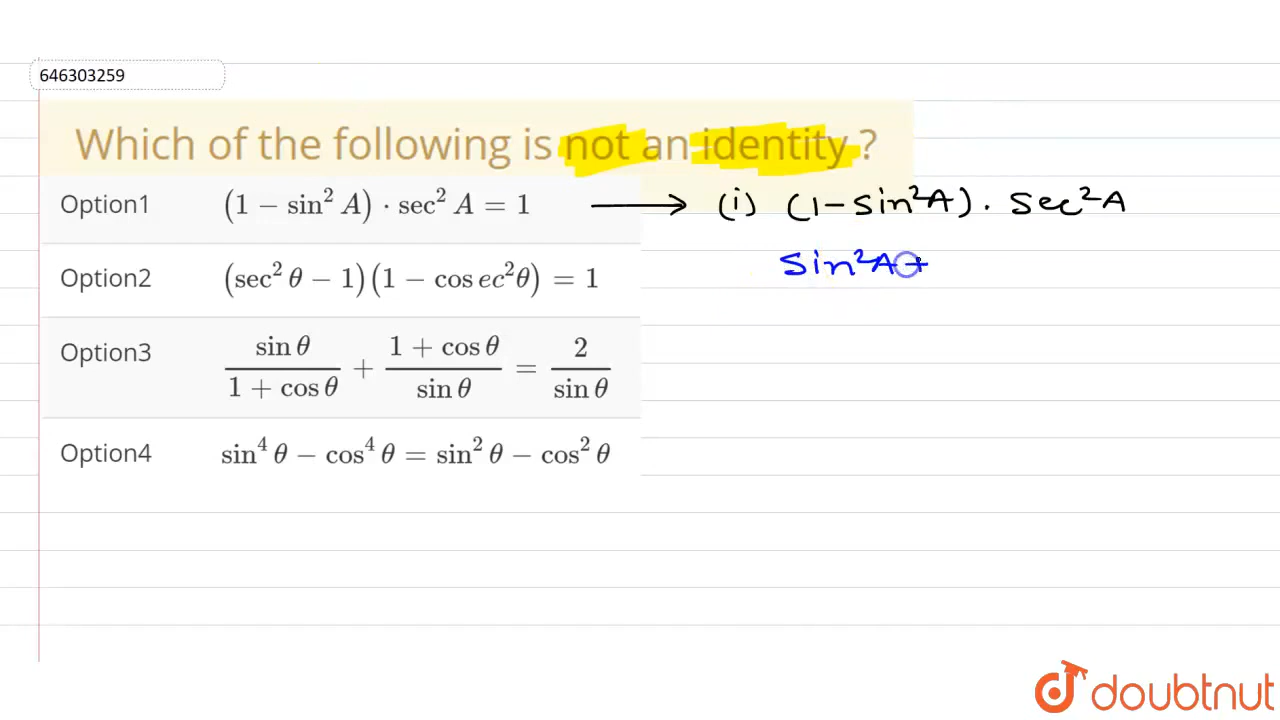 646303259
Which of the following is not an identity ?
Option1 (1 − sin² A) · sec² A = 1 ⟶ (i) (1 - Sin²A) . Sec²A
Sin²A +
Option2 (sec² θ − 1)(1 − cos ec²θ) = 1
Option3 sin θ / 1 + cos θ + 1 + cos θ / sin θ = 2 / sin θ
Option4 sin⁴ θ − cos⁴ θ = sin² θ − cos² θ
doubtnut